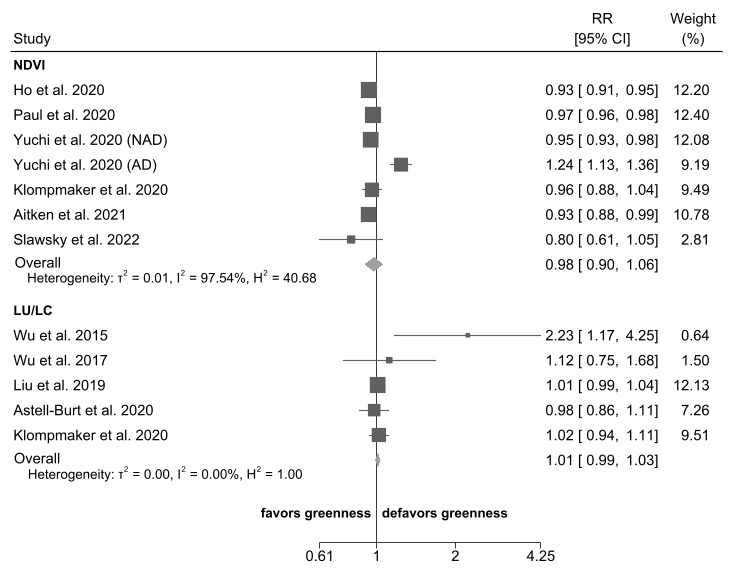 RR Weight
Study [95% CI] (%)
NDVI
Ho et al. 2020 0.93 [ 0.91, 0.95] 12.20
Paul et al. 2020 0.97 [ 0.96, 0.98] 12.40
Yuchi et al. 2020 (NAD) 0.95 [ 0.93, 0.98] 12.08
Yuchi et al. 2020 (AD) 1.24 [ 1.13, 1.36] 9.19
Klompmaker et al. 2020 0.96 [ 0.88, 1.04] 9.49
Aitken et al. 2021 0.93 [ 0.88, 0.99] 10.78
Slawsky et al. 2022 0.80 [ 0.61, 1.05] 2.81
Overall 0.98 [ 0.90, 1.06]
Heterogeneity: τ² = 0.01, I² = 97.54%, H² = 40.68
LU/LC
Wu et al. 2015 2.23 [ 1.17, 4.25] 0.64
Wu et al. 2017 1.12 [ 0.75, 1.68] 1.50
Liu et al. 2019 1.01 [ 0.99, 1.04] 12.13
Astell-Burt et al. 2020 0.98 [ 0.86, 1.11] 7.26
Klompmaker et al. 2020 1.02 [ 0.94, 1.11] 9.51
Overall 1.01 [ 0.99, 1.03]
Heterogeneity: τ² = 0.00, I² = 0.00%, H² = 1.00
favors greenness defavors greenness
0.61 1 2 4.25